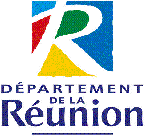 DÉPARTEMENT
DE LA
Réunion